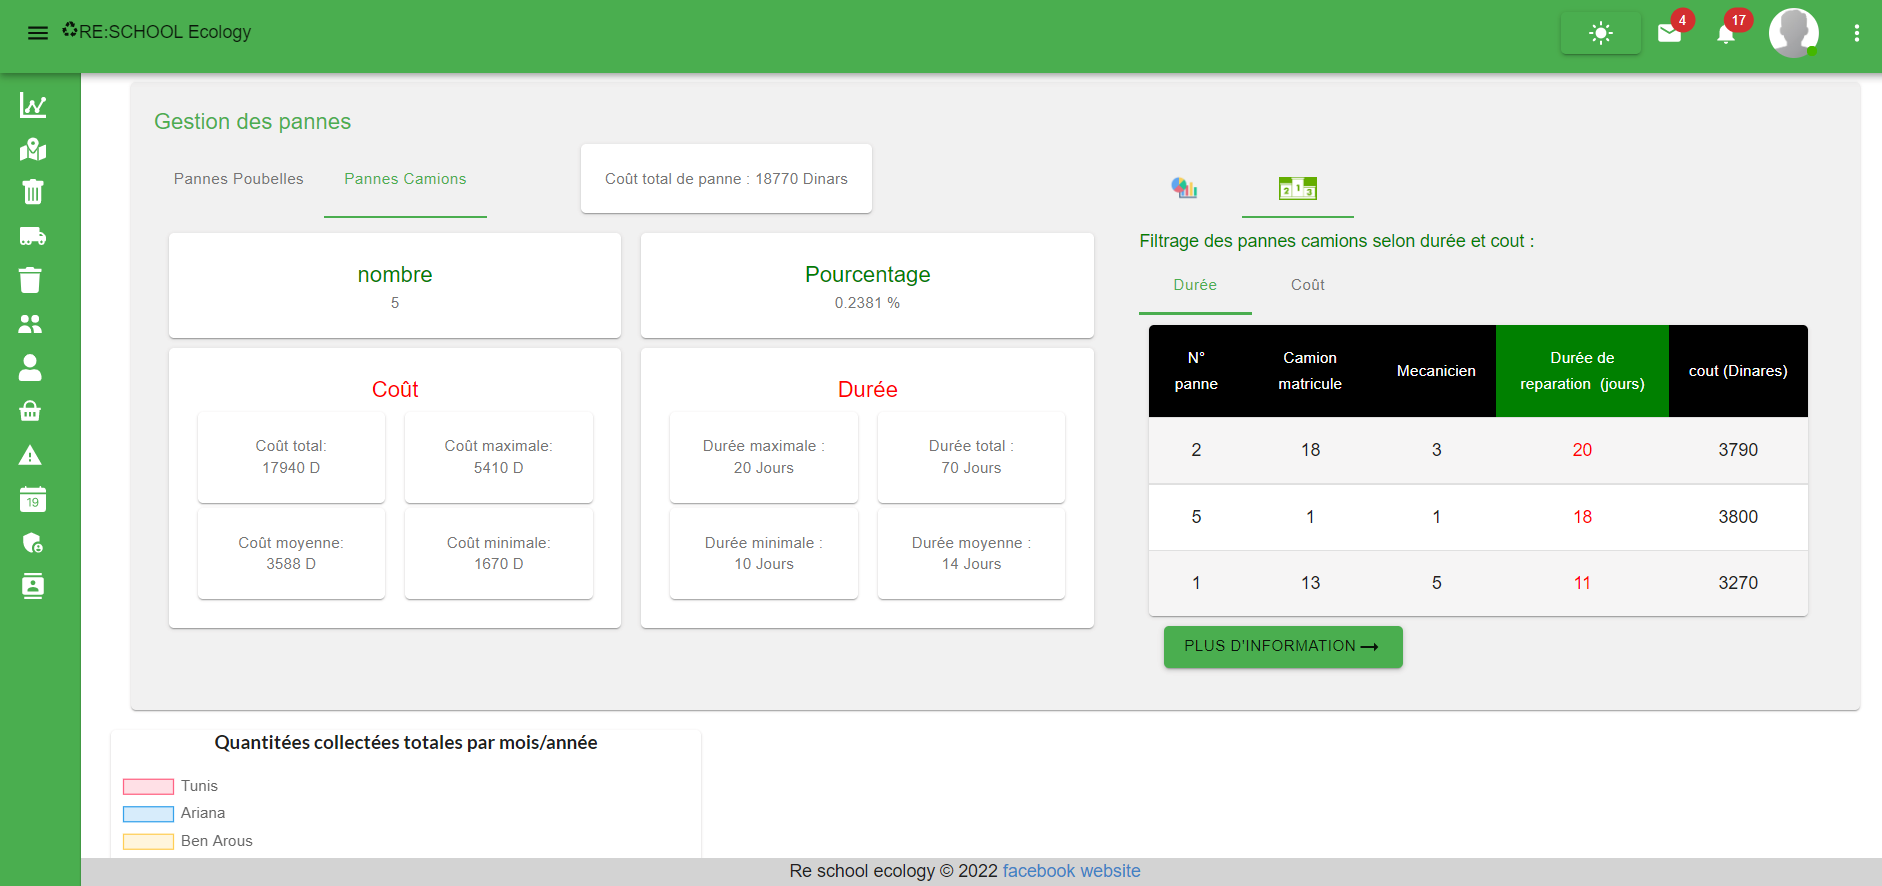 RE:SCHOOL Ecology
4
17
19
Gestion des pannes
Pannes Poubelles
Pannes Camions
Coût total de panne : 18770 Dinars
nombre
5
Pourcentage
0.2381 %
Coût
Coût total:
17940 D
Coût maximale:
5410 D
Coût moyenne:
3588 D
Coût minimale:
1670 D
Durée
Durée maximale :
20 Jours
Durée total :
70 Jours
Durée minimale :
10 Jours
Durée moyenne :
14 Jours
2 1 3
Filtrage des pannes camions selon durée et cout :
Durée
Coût
N° panne
Camion matricule
Mecanicien
Durée de reparation (jours)
cout (Dinares)
2 18 3 20 3790
5 1 1 18 3800
1 13 5 11 3270
PLUS D'INFORMATION
Quantitées collectées totales par mois/année
Tunis
Ariana
Ben Arous
Re school ecology © 2022 facebook website